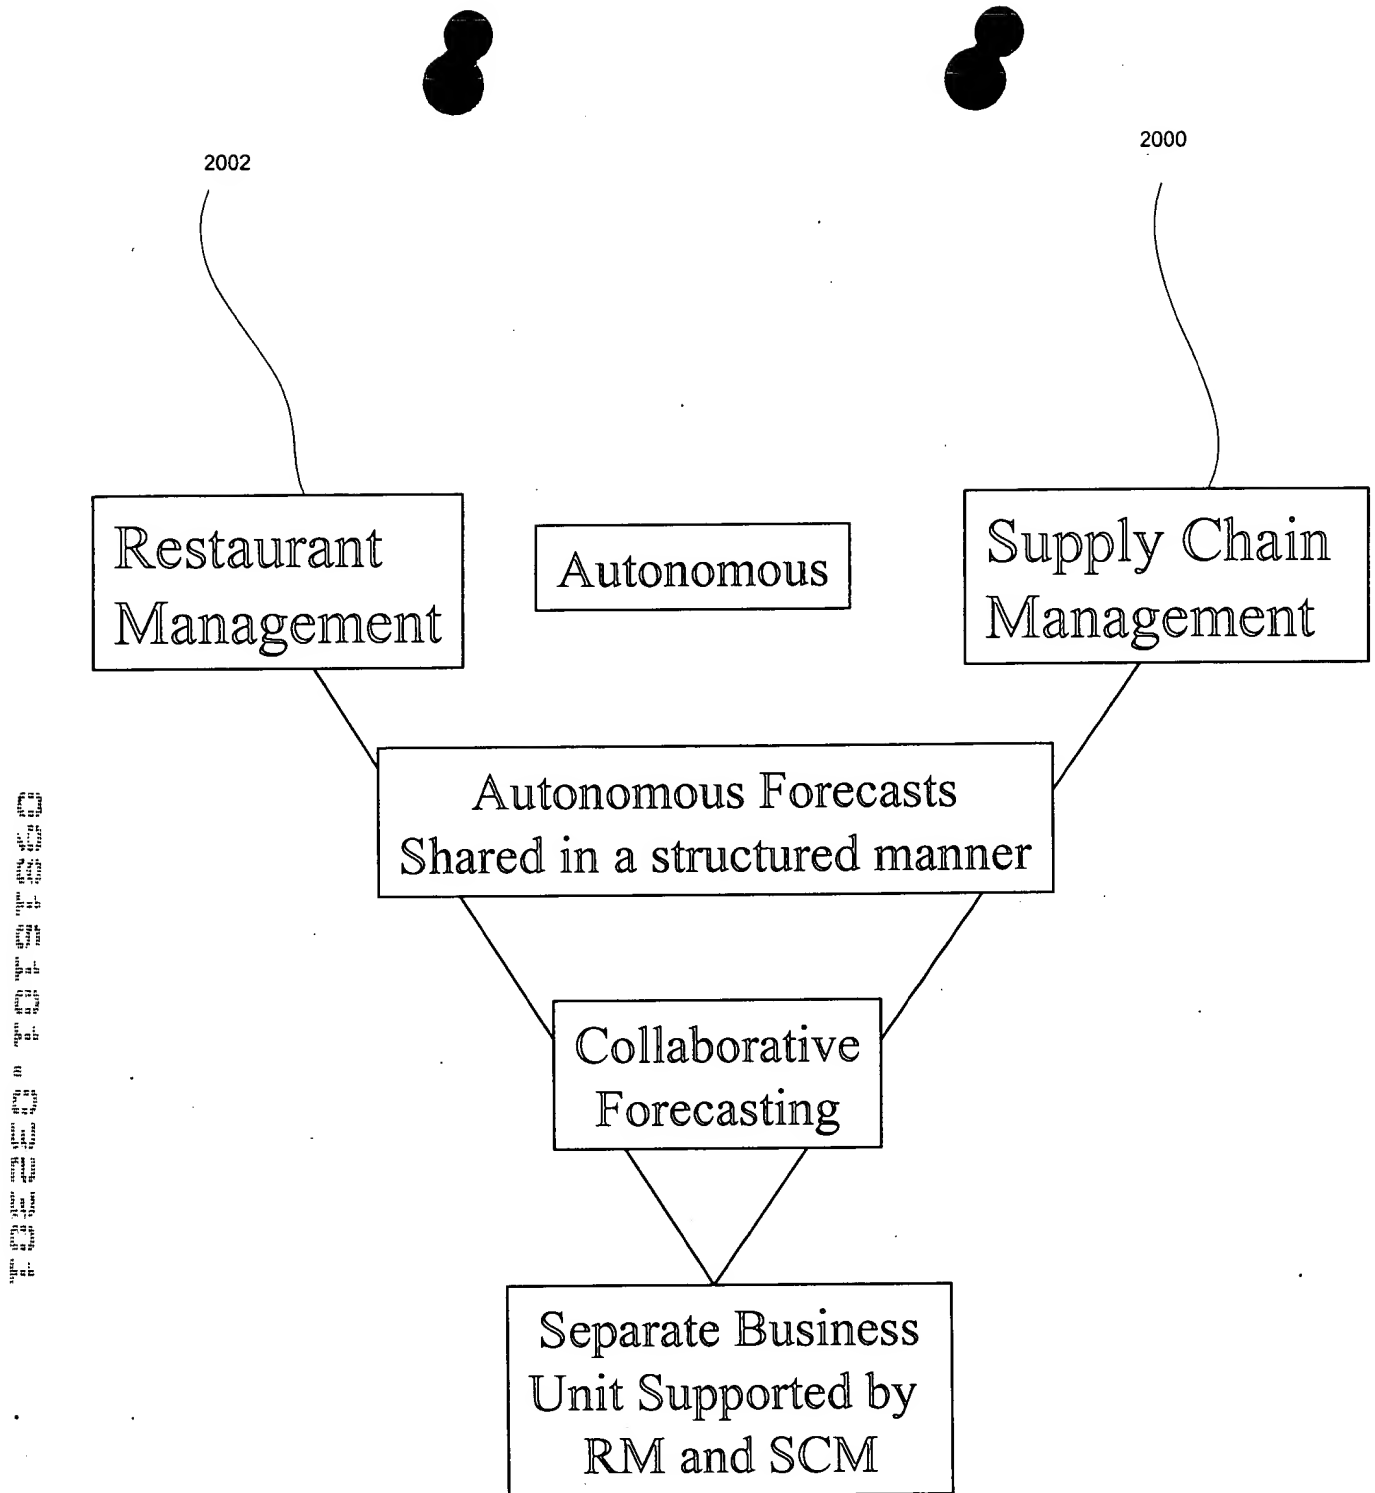 2002
2000
Restaurant
Management
Autonomous
Supply Chain
Management
Autonomous Forecasts
Shared in a structured manner
Collaborative
Forecasting
Separate Business
Unit Supported by
RM and SCM